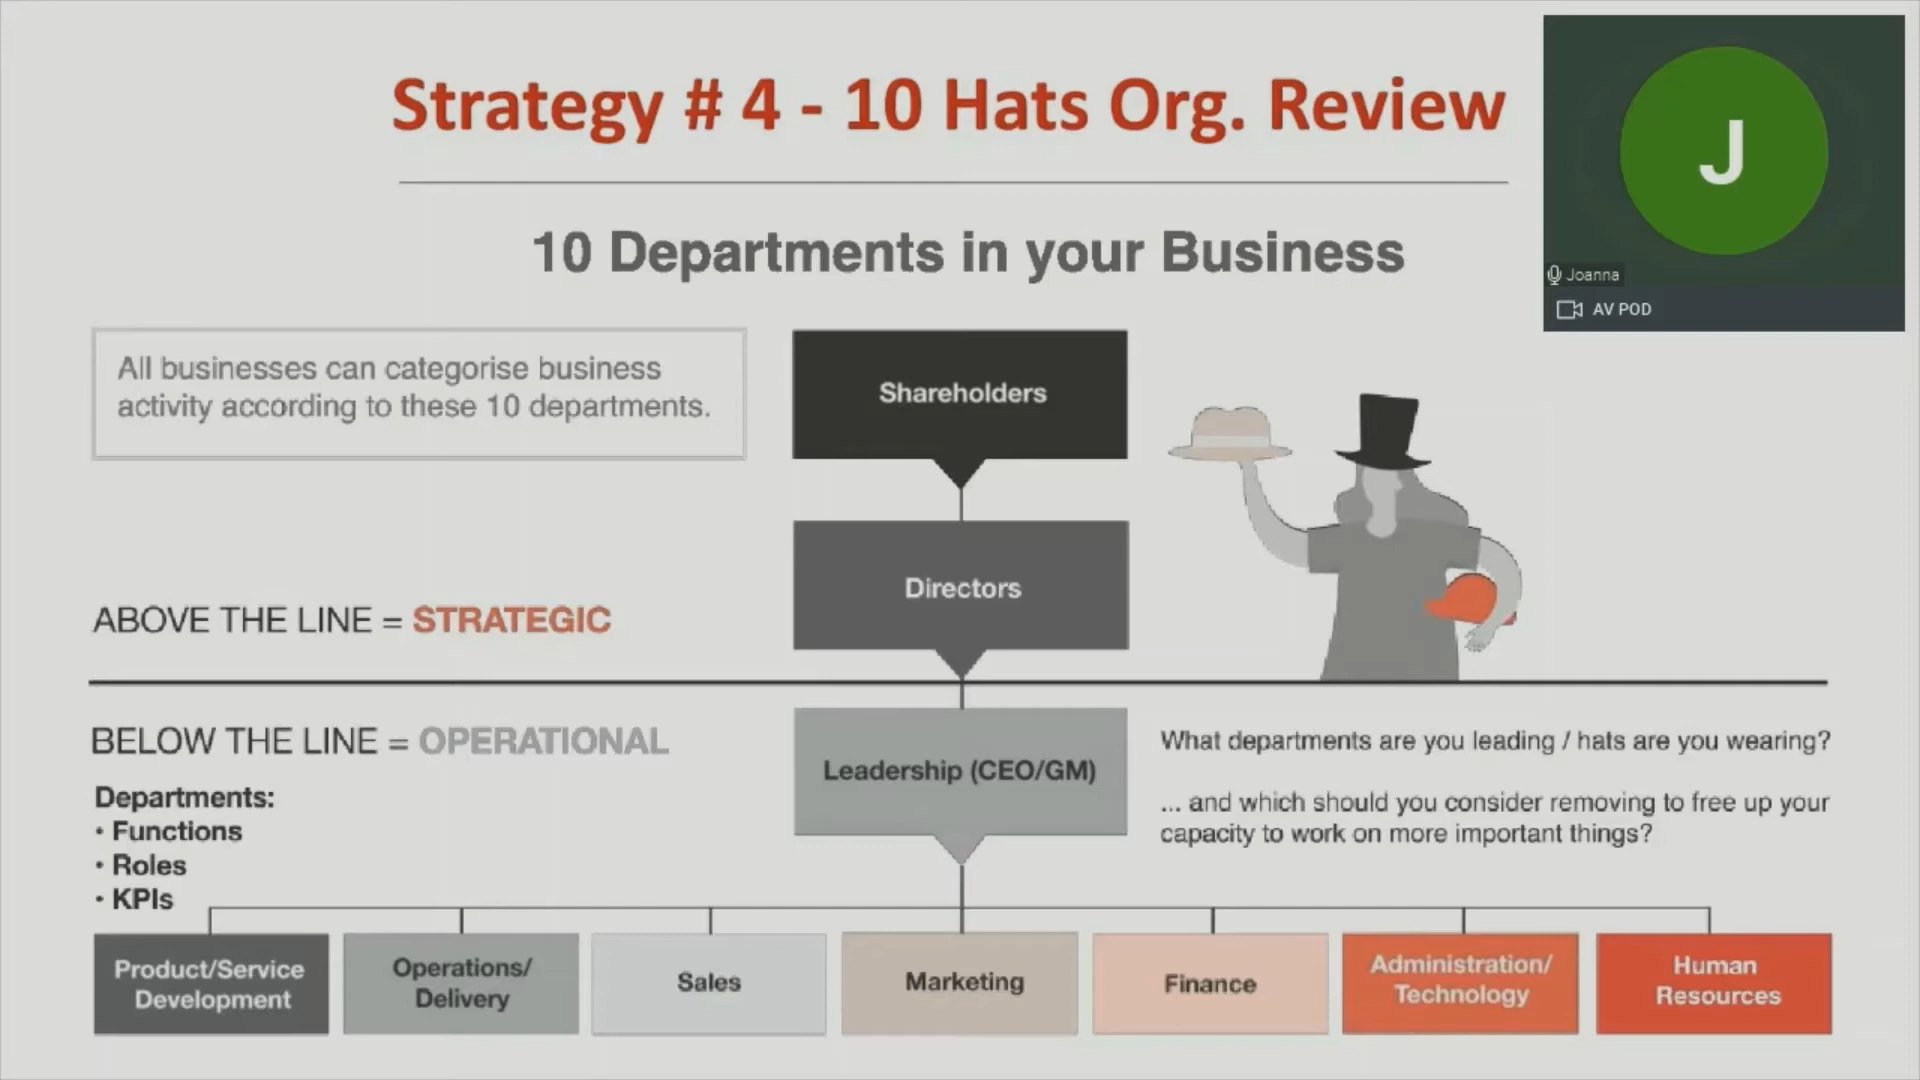 Strategy # 4 - 10 Hats Org. Review
J
Joanna
AV POD
10 Departments in your Business
All businesses can categorise business
activity according to these 10 departments.
Shareholders
Directors
ABOVE THE LINE = STRATEGIC
BELOW THE LINE = OPERATIONAL
Departments:
• Functions
• Roles
• KPIs
Leadership (CEO/GM)
What departments are you leading / hats are you wearing?
... and which should you consider removing to free up your
capacity to work on more important things?
Product/Service
Development
Operations/
Delivery
Sales
Marketing
Finance
Administration/
Technology
Human
Resources